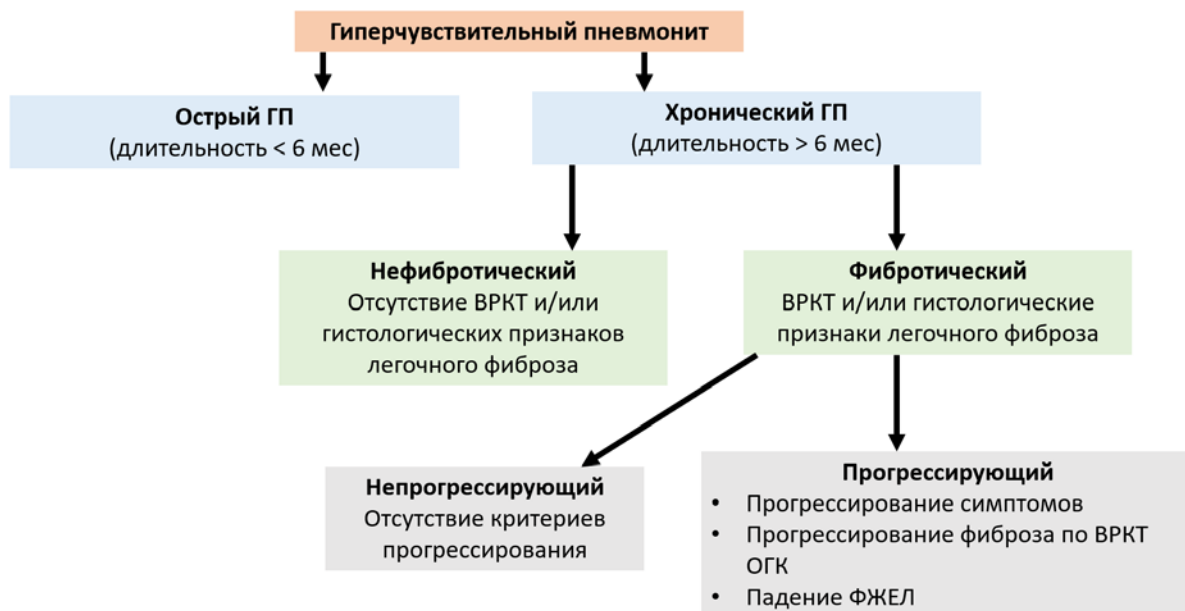 Гиперчувствительный пневмонит
Острый ГП
(длительность < 6 мес)
Хронический ГП
(длительность > 6 мес)
Нефибротический
Отсутствие ВРКТ и/или
гистологических признаков
легочного фиброза
Фибротический
ВРКТ и/или гистологические
признаки легочного фиброза
Непрогрессирующий
Отсутствие критериев
прогрессирования
Прогрессирующий
• Прогрессирование симптомов
• Прогрессирование фиброза по ВРКТ
ОГК
• Падение ФЖЕЛ